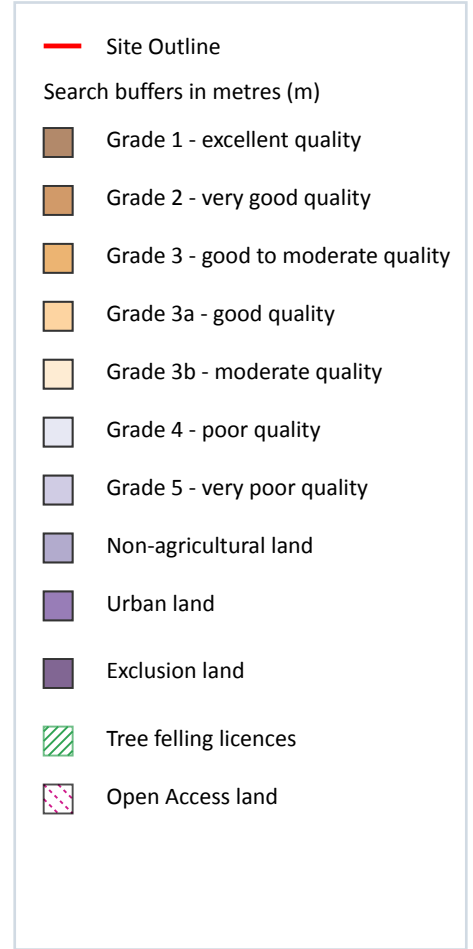 Site Outline
Search buffers in metres (m)
Grade 1 - excellent quality
Grade 2 - very good quality
Grade 3 - good to moderate quality
Grade 3a - good quality
Grade 3b - moderate quality
Grade 4 - poor quality
Grade 5 - very poor quality
Non-agricultural land
Urban land
Exclusion land
Tree felling licences
Open Access land